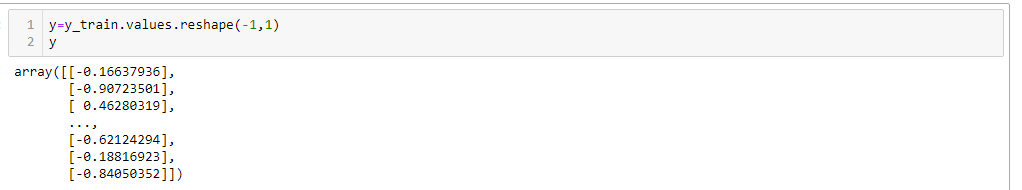 1 y=y_train.values.reshape(-1,1)
2 y
array([[-0.16637936],
[-0.90723501],
[ 0.46280319],
...,
[-0.62124294],
[-0.18816923],
[-0.84050352]])